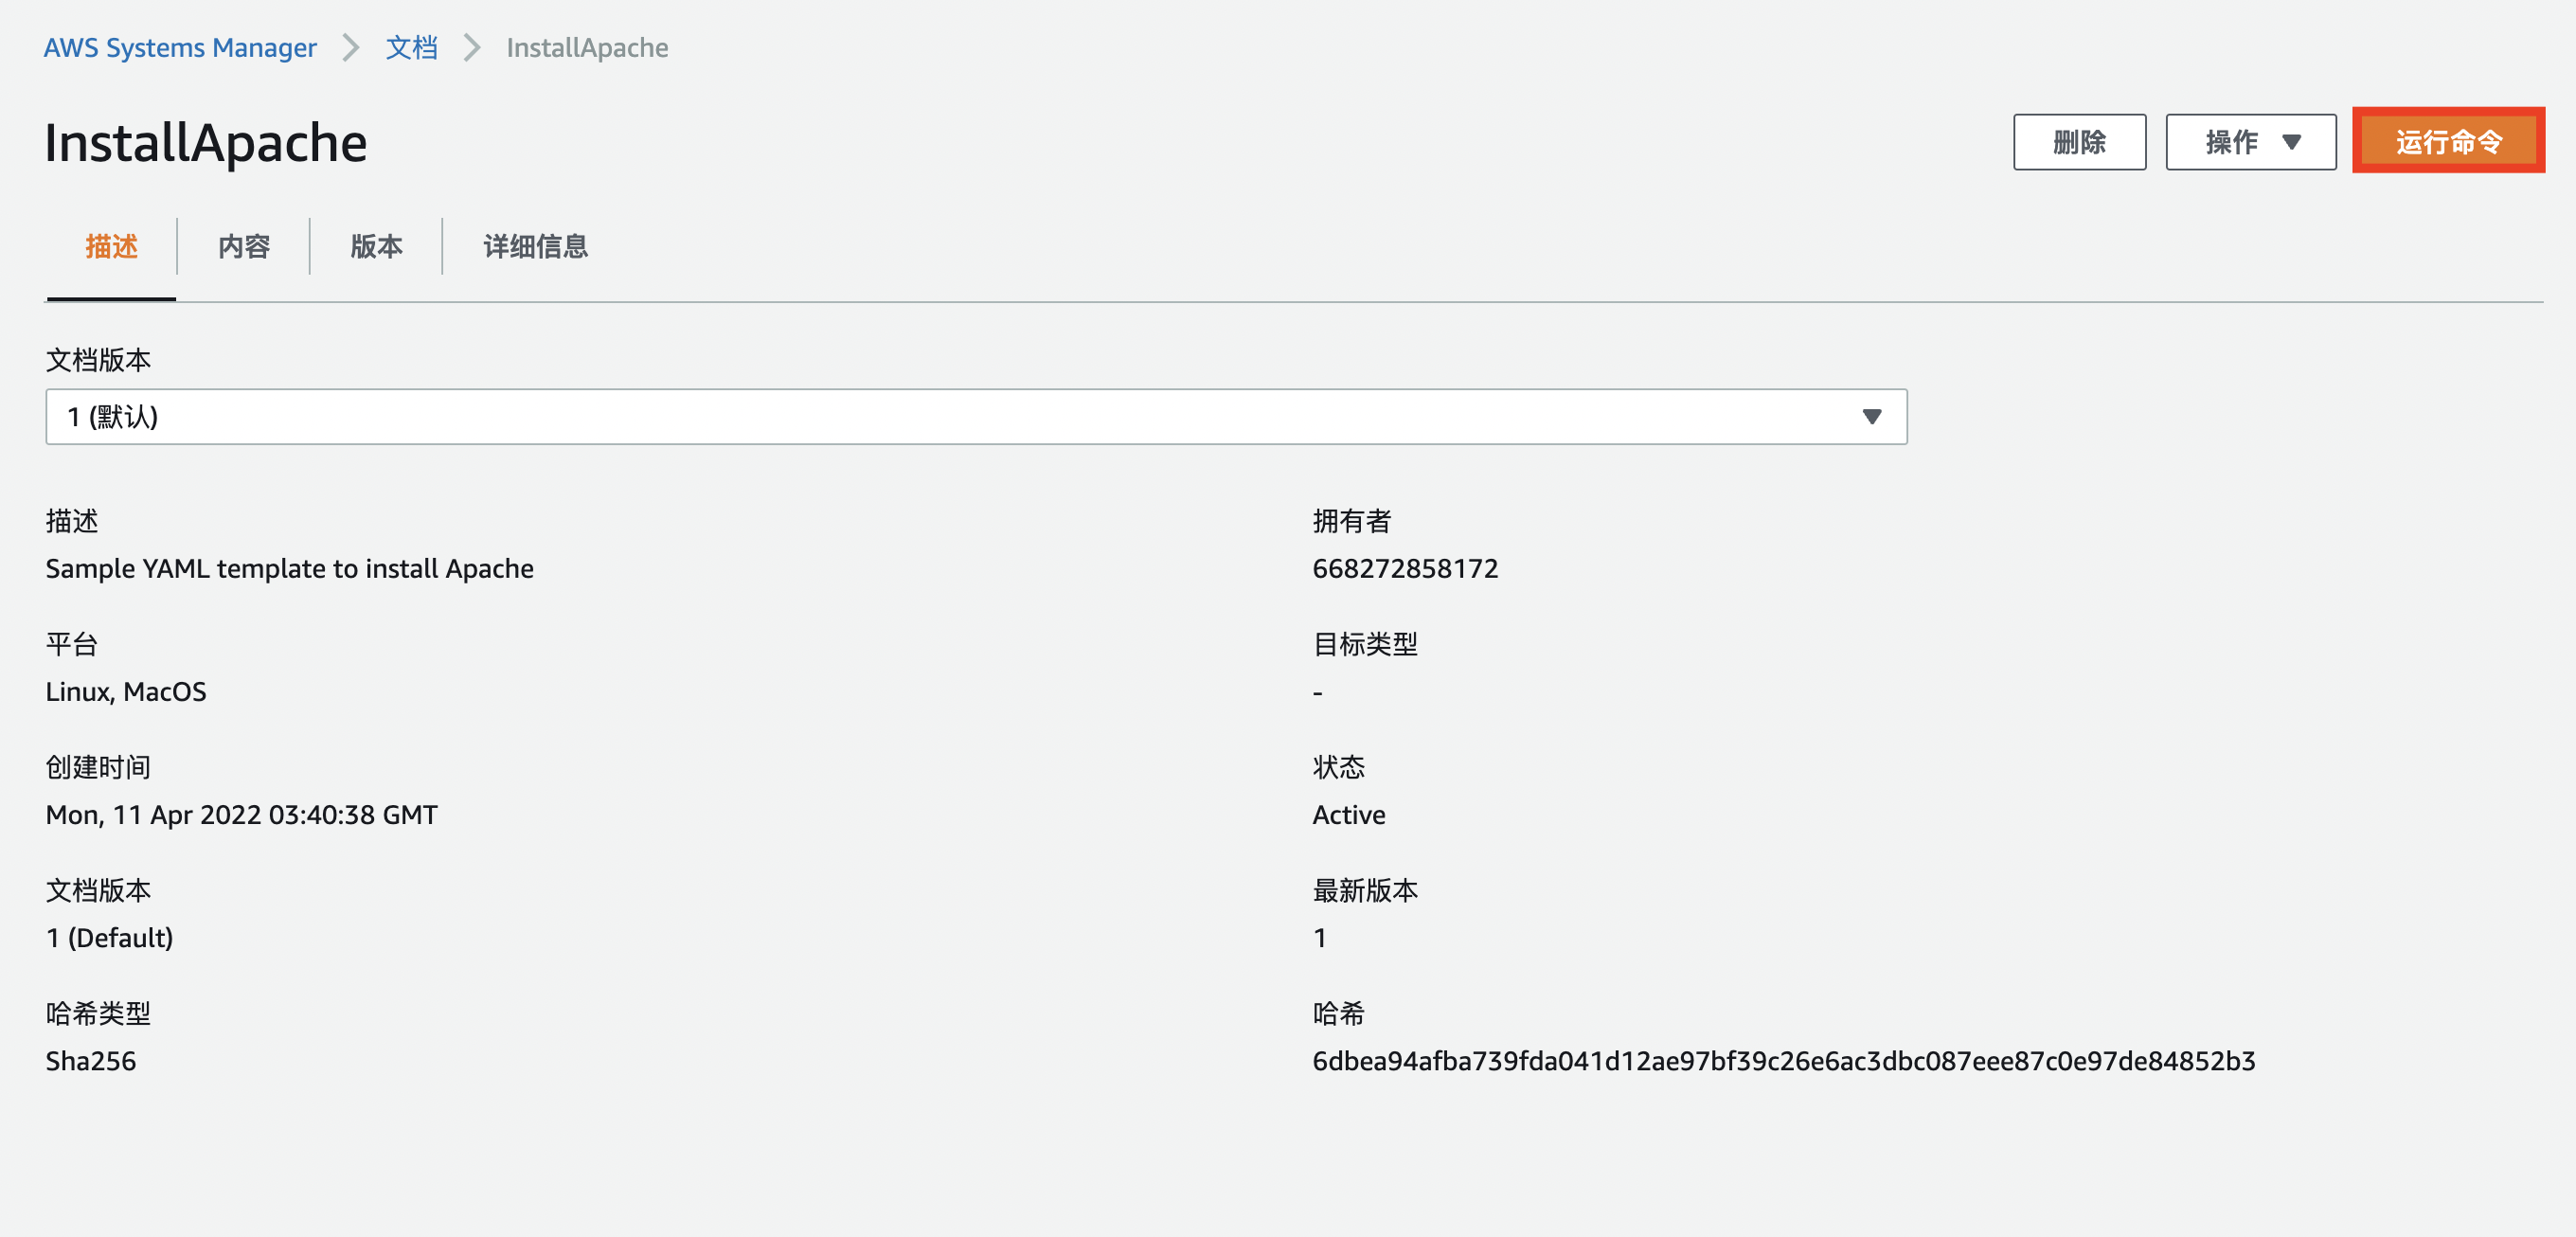 AWS Systems Manager > 文档 > InstallApache
InstallApache
删除 操作 ▼ 运行命令
描述 内容 版本 详细信息
文档版本
1 (默认)
描述
Sample YAML template to install Apache
拥有者
668272858172
平台
Linux, MacOS
目标类型
-
创建时间
Mon, 11 Apr 2022 03:40:38 GMT
状态
Active
文档版本
1 (Default)
最新版本
1
哈希类型
Sha256
哈希
6dbea94afba739fda041d12ae97bf39c26e6ac3dbc087eee87c0e97de84852b3